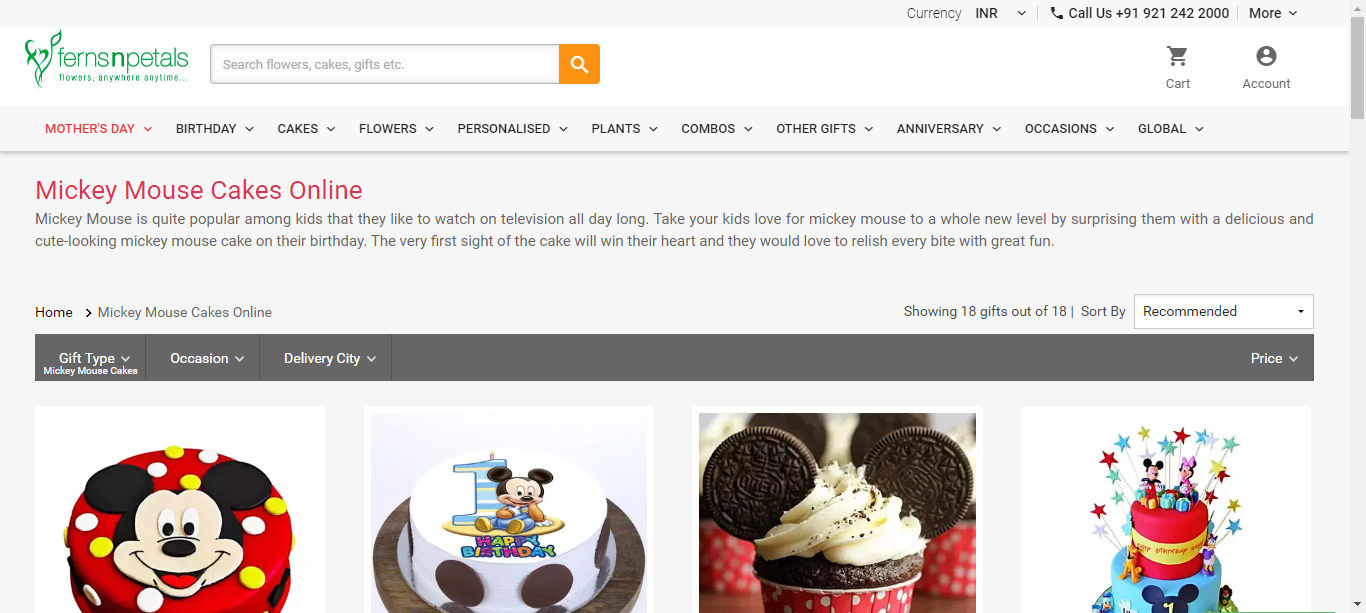 Currency INR Call Us +91 921 242 2000 More
fernsnpetals
flowers, anywhere anytime...
Search flowers, cakes, gifts etc.
Cart Account
MOTHER'S DAY BIRTHDAY CAKES FLOWERS PERSONALISED PLANTS COMBOS OTHER GIFTS ANNIVERSARY OCCASIONS GLOBAL
Mickey Mouse Cakes Online
Mickey Mouse is quite popular among kids that they like to watch on television all day long. Take your kids love for mickey mouse to a whole new level by surprising them with a delicious and
cute-looking mickey mouse cake on their birthday. The very first sight of the cake will win their heart and they would love to relish every bite with great fun.
Home Mickey Mouse Cakes Online Showing 18 gifts out of 18 | Sort By Recommended
Gift Type Occasion Delivery City Price
Mickey Mouse Cakes
1
HAPPY
BIRTHDAY
OREO
1